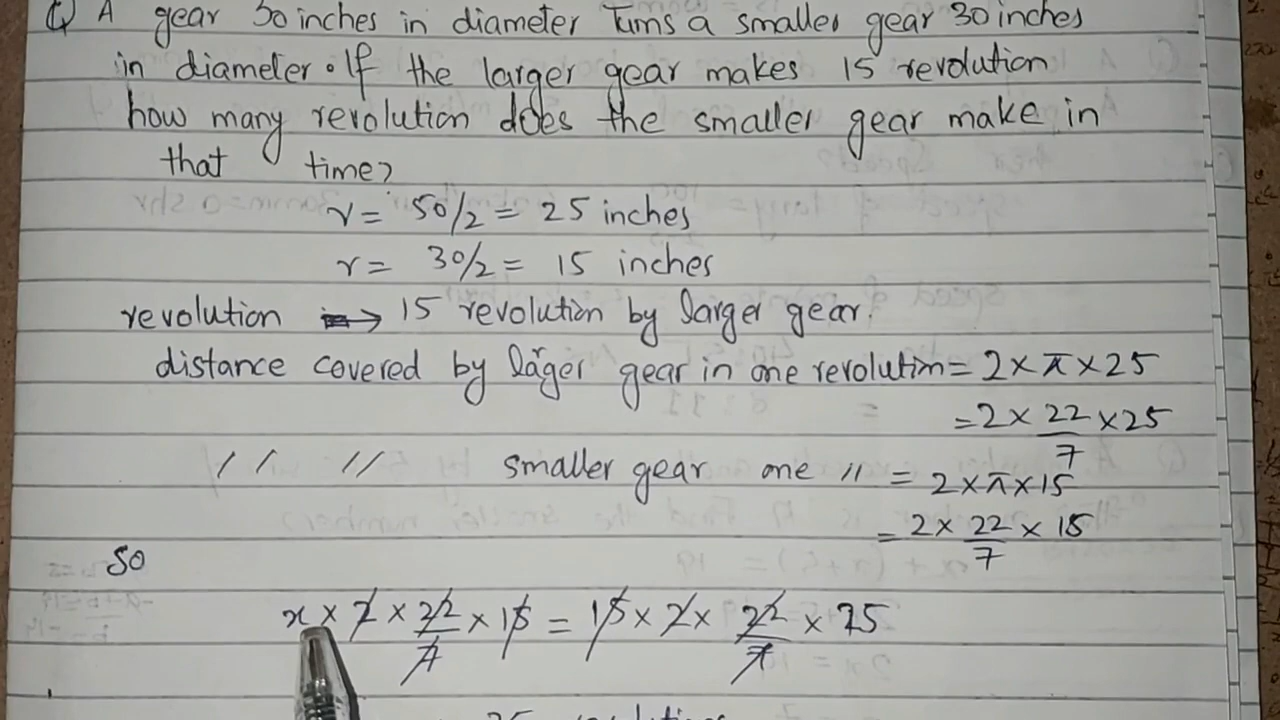 Q A gear 50 inches in diameter turns a smaller gear 30 inches
in diameter. If the larger gear makes 15 revolution
how many revolution does the smaller gear make in
that time?
r = 50/2 = 25 inches
r = 30/2 = 15 inches
revolution → 15 revolution by larger gear.
distance covered by larger gear in one revolution = 2 × π × 25
= 2 × 22/7 × 25
// // smaller gear one // = 2 × π × 15
= 2 × 22/7 × 15
so
x × 2 × 22/7 × 15 = 15 × 2 × 22/7 × 25
25